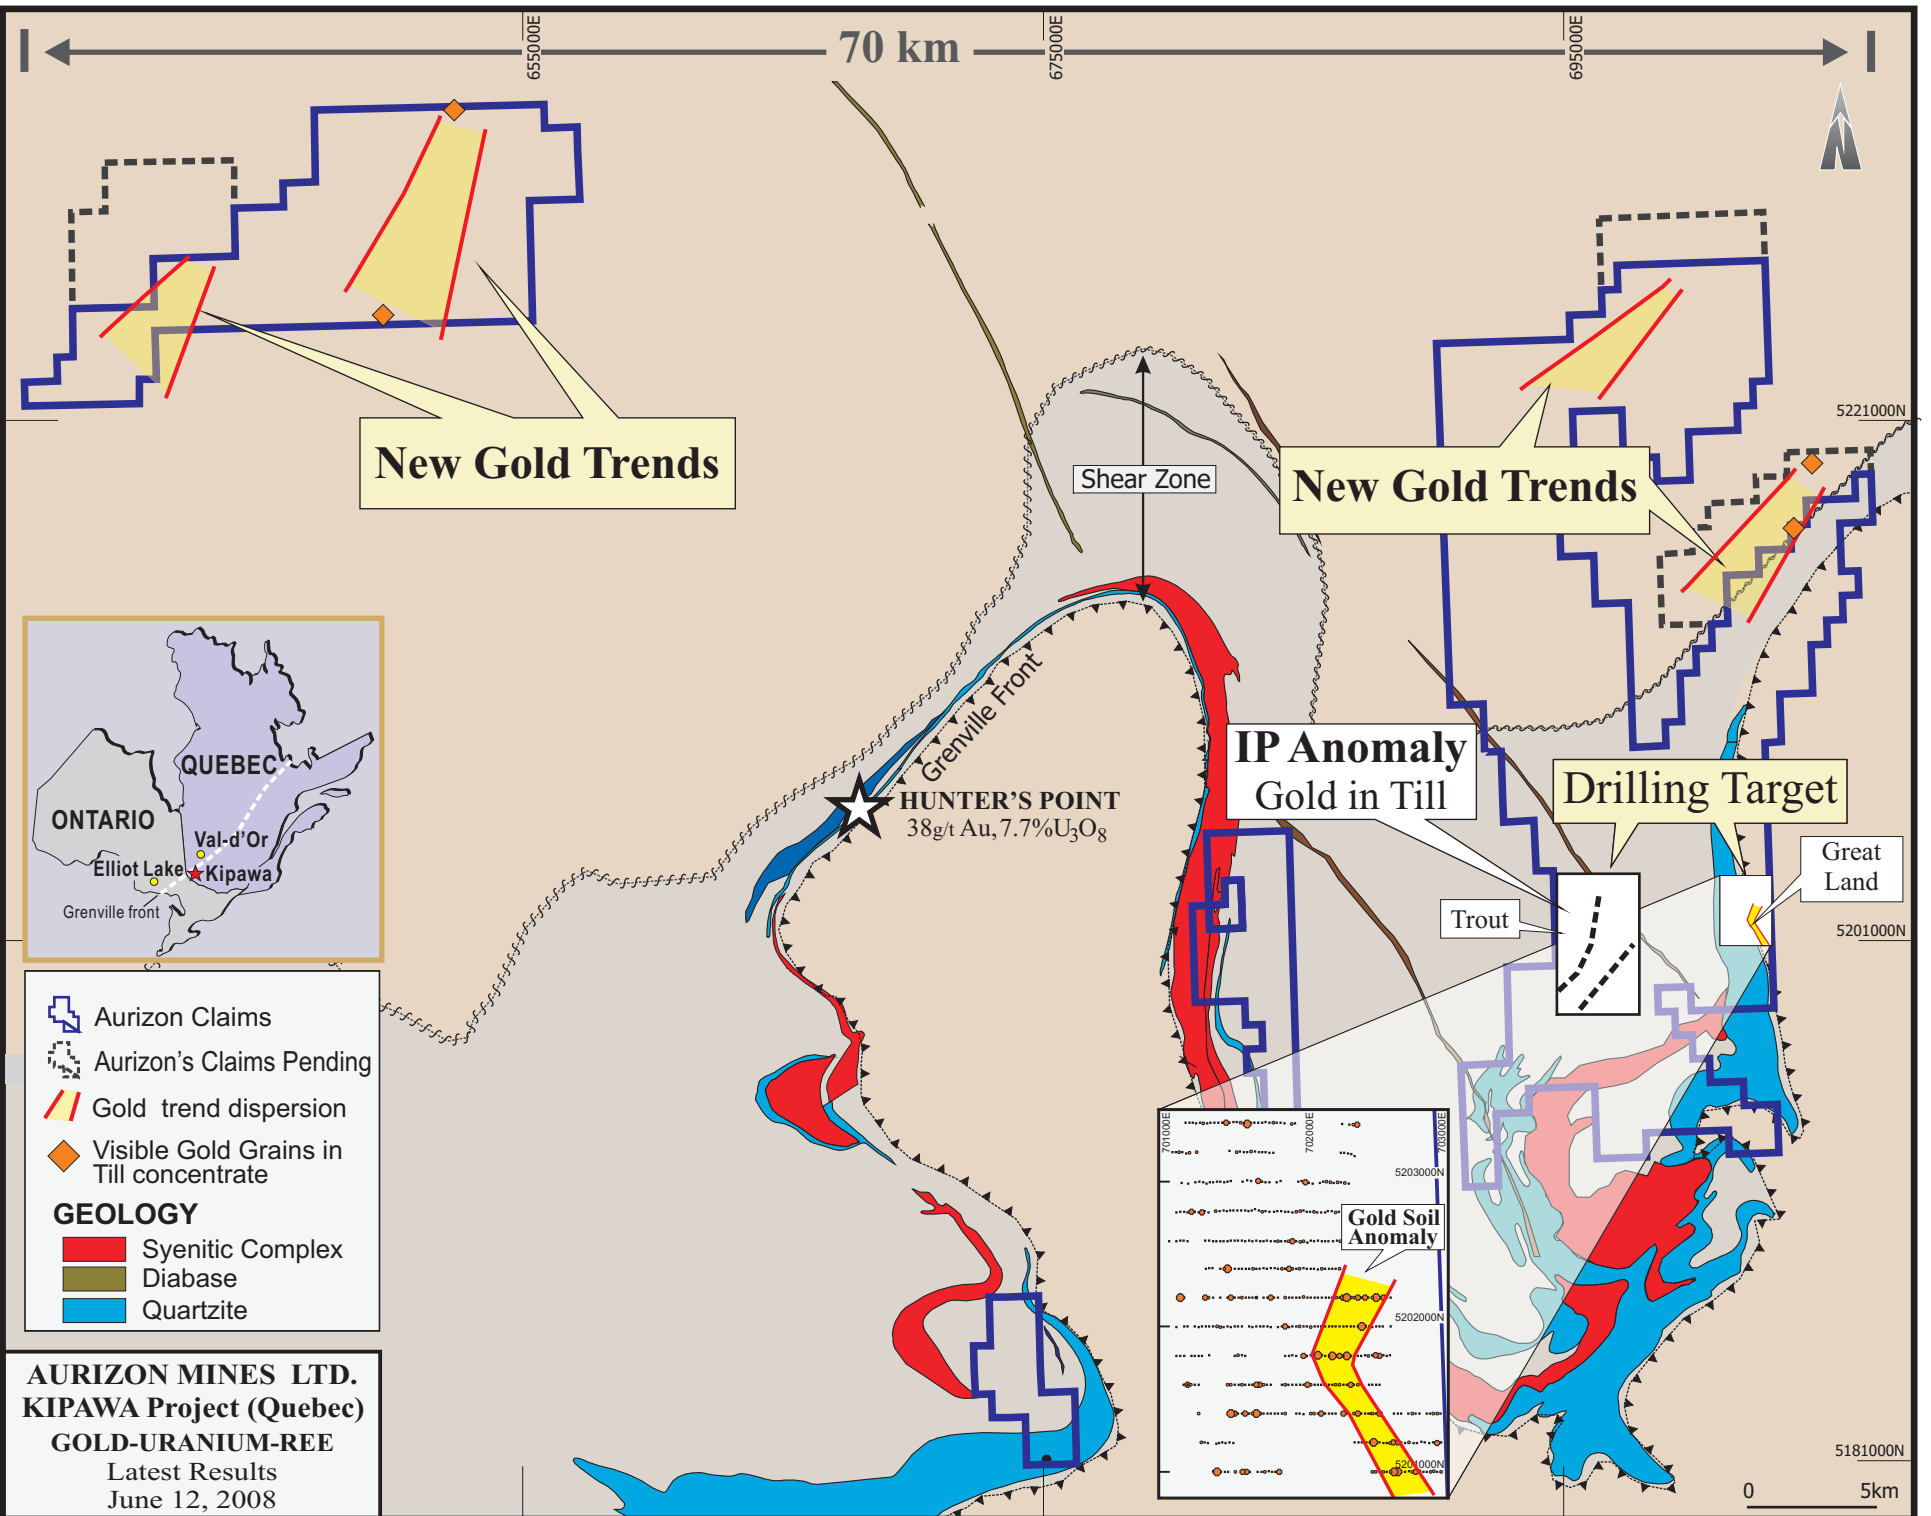 70 km
655000E
675000E
695000E
N
5221000N
New Gold Trends
Shear Zone
New Gold Trends
Grenville Front
QUEBEC
ONTARIO
Val-d'Or
Elliot Lake
Kipawa
Grenville front
HUNTER'S POINT
38g/t Au, 7.7%U₃O₈
IP Anomaly
Gold in Till
Drilling Target
Great
Land
Trout
5201000N
Aurizon Claims
Aurizon's Claims Pending
Gold trend dispersion
Visible Gold Grains in
Till concentrate
GEOLOGY
Syenitic Complex
Diabase
Quartzite
701000E
702000E
703000E
5203000N
Gold Soil
Anomaly
5202000N
5201000N
AURIZON MINES LTD.
KIPAWA Project (Quebec)
GOLD-URANIUM-REE
Latest Results
June 12, 2008
5181000N
0 5km